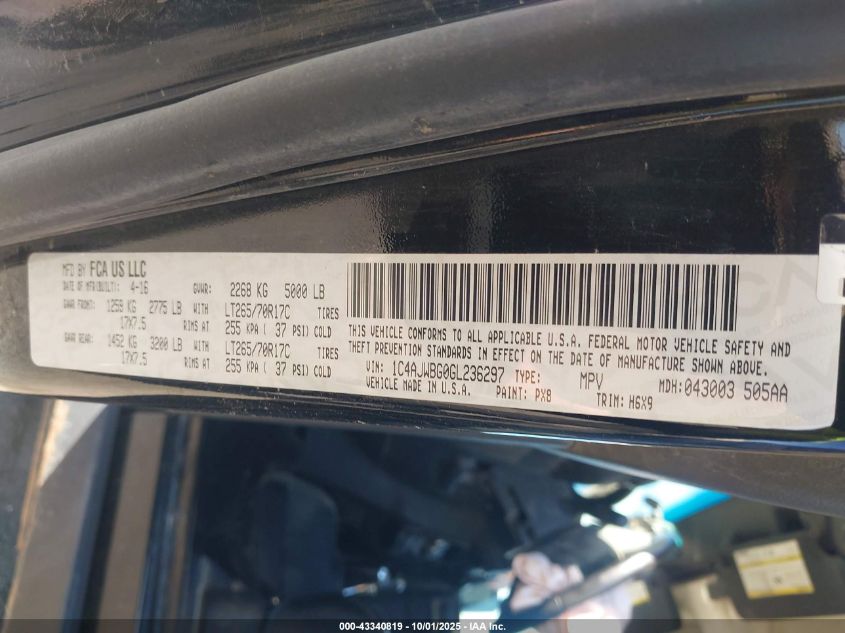 MFD BY FCA US LLC
DATE OF MFR(BUILT): 4-16 GVWR: 2268 KG 5000 LB
GAWR FRONT: 1258 KG 2775 LB WITH LT265/70R17C TIRES
17X7.5 RIMS AT 255 KPA ( 37 PSI) COLD
GAWR REAR: 1452 KG 3200 LB WITH LT265/70R17C TIRES
17X7.5 RIMS AT 255 KPA ( 37 PSI) COLD
THIS VEHICLE CONFORMS TO ALL APPLICABLE U.S.A. FEDERAL MOTOR VEHICLE SAFETY AND
THEFT PREVENTION STANDARDS IN EFFECT ON THE DATE OF MANUFACTURE SHOWN ABOVE.
VIN: 1C4AJWBG0GL236297 TYPE: MPV MDH: 043003 505AA
VEHICLE MADE IN U.S.A. PAINT: PX8 TRIM: H6X9
000-43340819 - 10/01/2025 - IAA Inc.